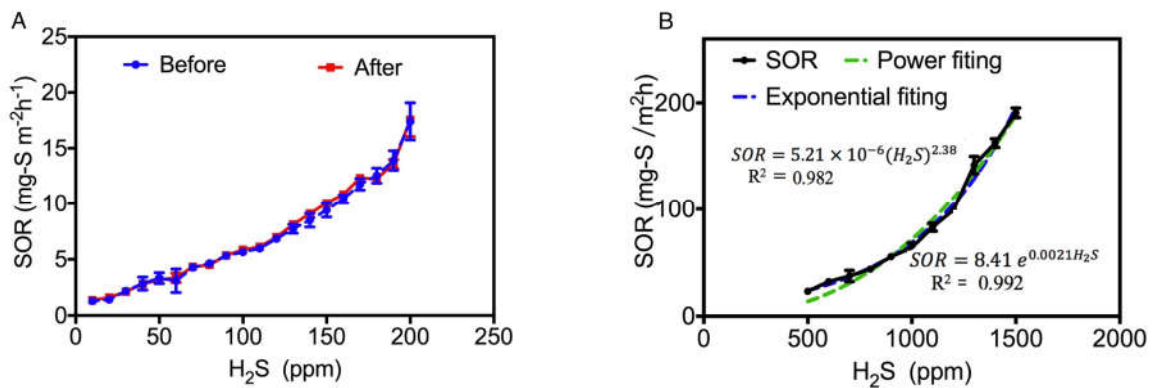 A
Before
After
SOR (mg-S m⁻²h⁻¹)
25
20
15
10
5
0
0 50 100 150 200 250
H₂S (ppm)
B
SOR
Power fiting
Exponential fiting
SOR (mg-S /m²h)
200
100
0
SOR = 5.21 × 10⁻⁶(H₂S)²·³⁸
R² = 0.982
SOR = 8.41 e⁰·⁰⁰²¹ᴴ₂ˢ
R² = 0.992
0 500 1000 1500 2000
H₂S (ppm)